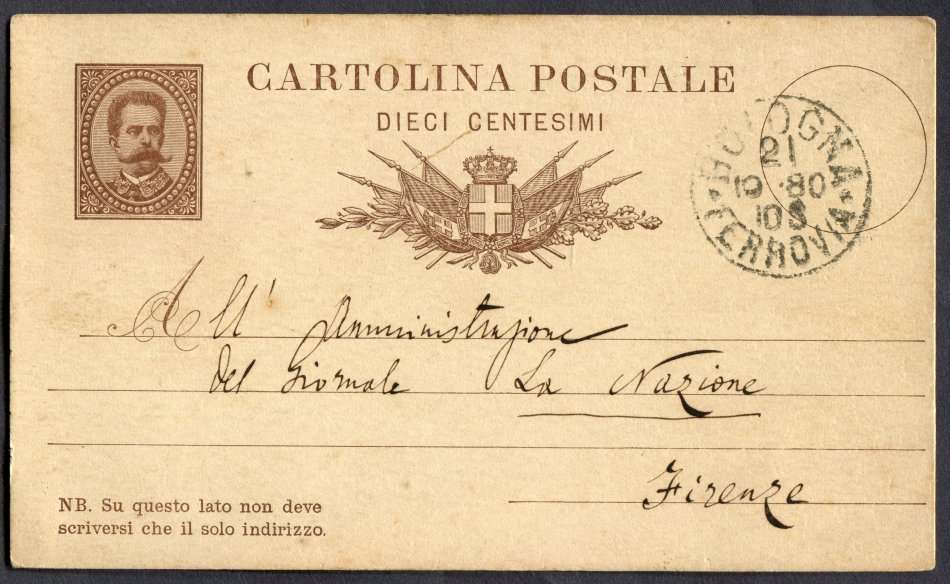 CARTOLINA POSTALE
DIECI CENTESIMI
BOLOGNA
21
10 80
10S
FERROVIA
All' Amministrazione
del Giornale La Nazione
Firenze
NB. Su questo lato non deve
scriversi che il solo indirizzo.